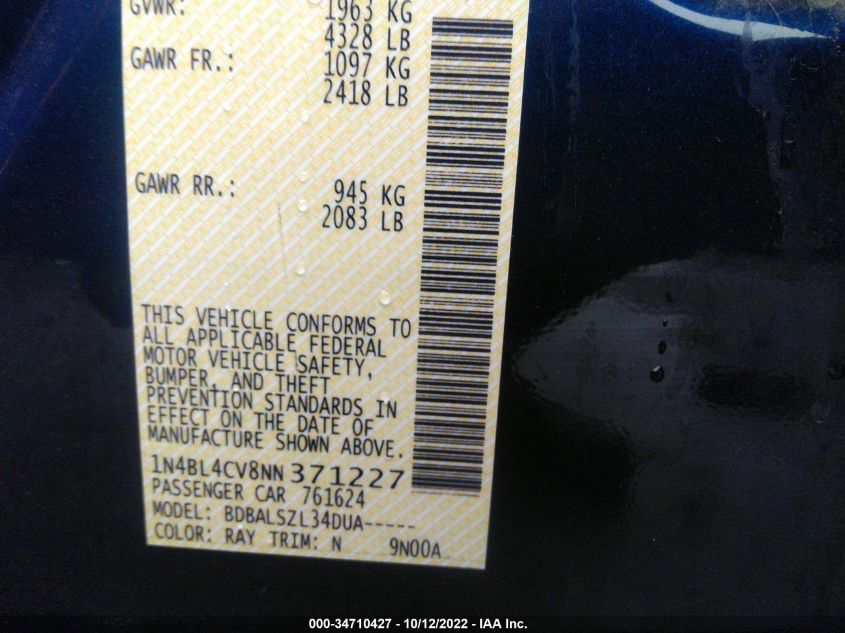 GVWR: 1963 KG
4328 LB
GAWR FR.: 1097 KG
2418 LB
GAWR RR.: 945 KG
2083 LB
THIS VEHICLE CONFORMS TO
ALL APPLICABLE FEDERAL
MOTOR VEHICLE SAFETY,
BUMPER, AND THEFT
PREVENTION STANDARDS IN
EFFECT ON THE DATE OF
MANUFACTURE SHOWN ABOVE.
1N4BL4CV8NN371227
PASSENGER CAR 761624
MODEL: BDBALSZL34DUA-----
COLOR: RAY TRIM: N 9N00A
000-34710427 - 10/12/2022 - IAA Inc.